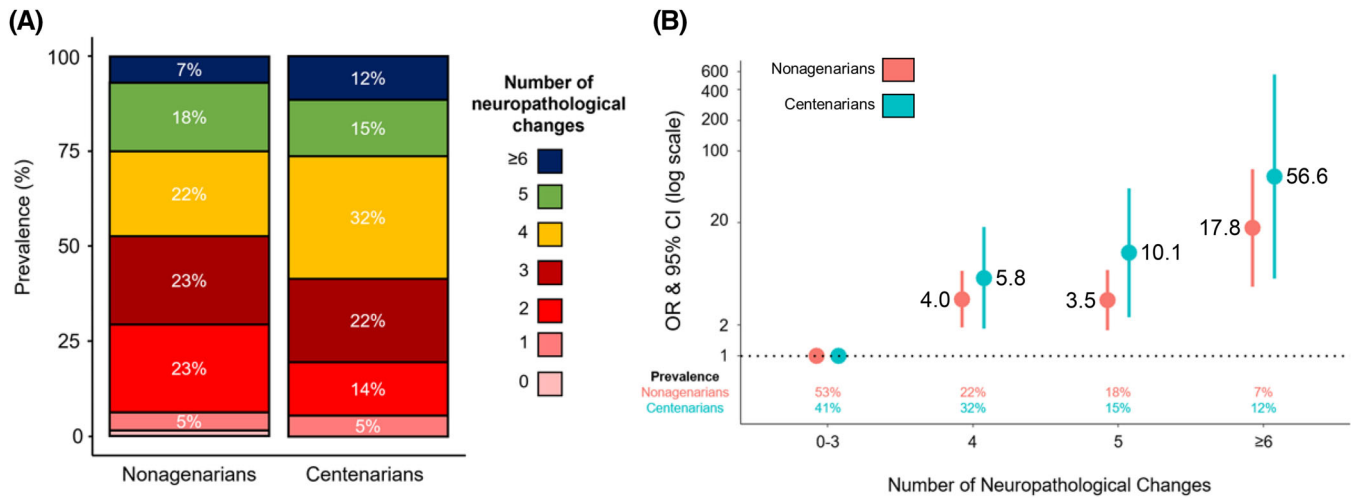 (A)
Prevalence (%)
100
75
50
25
0
7%
18%
22%
23%
23%
5%
12%
15%
32%
22%
14%
5%
Nonagenarians
Centenarians
Number of
neuropathological
changes
≥6
5
4
3
2
1
0
(B)
Nonagenarians
Centenarians
OR & 95% CI (log scale)
600
400
200
100
20
2
1
4.0
5.8
3.5
10.1
17.8
56.6
Prevalence
Nonagenarians 53% 22% 18% 7%
Centenarians 41% 32% 15% 12%
0-3 4 5 ≥6
Number of Neuropathological Changes